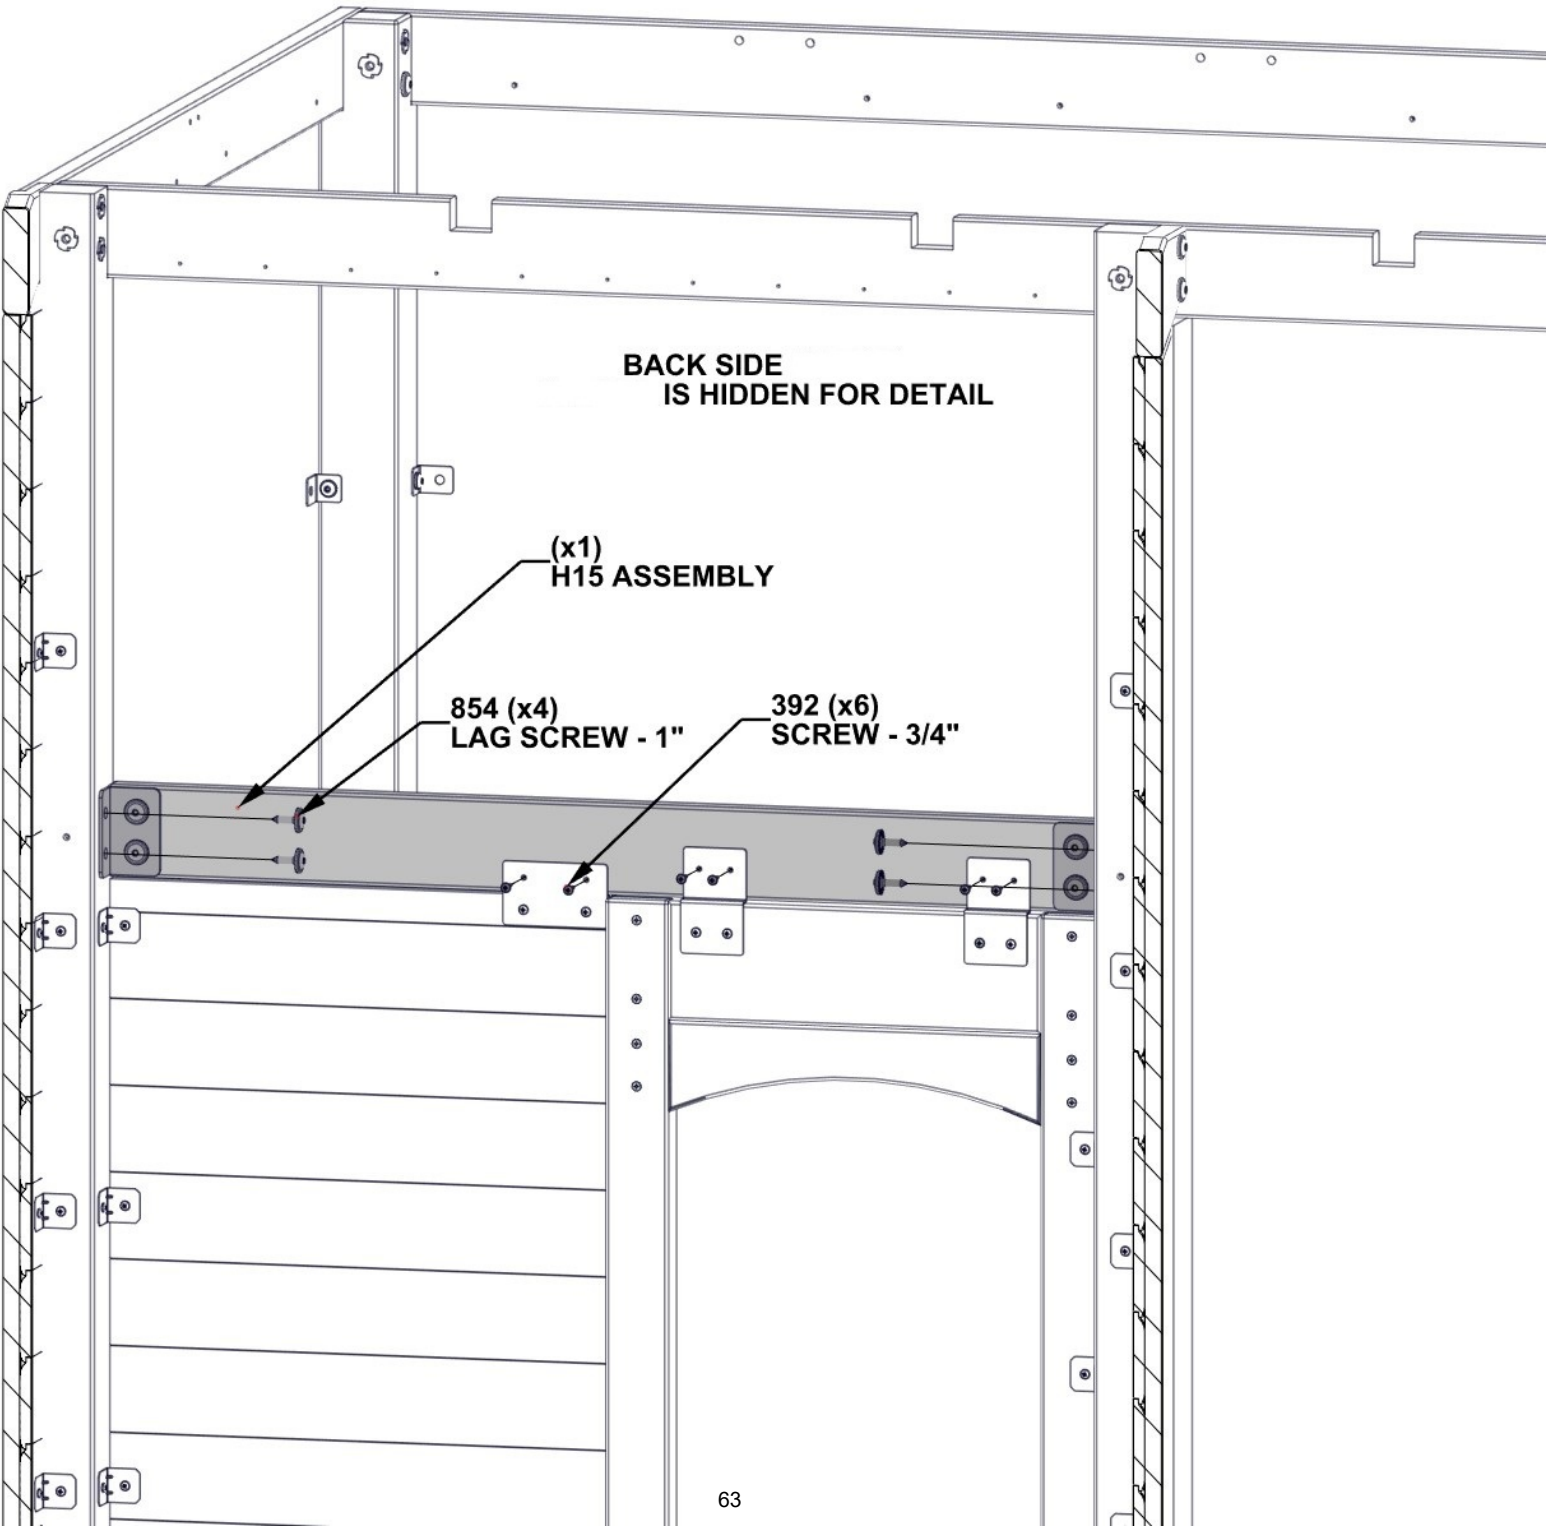 BACK SIDE
IS HIDDEN FOR DETAIL
(x1)
H15 ASSEMBLY
854 (x4)
LAG SCREW - 1"
392 (x6)
SCREW - 3/4"
63